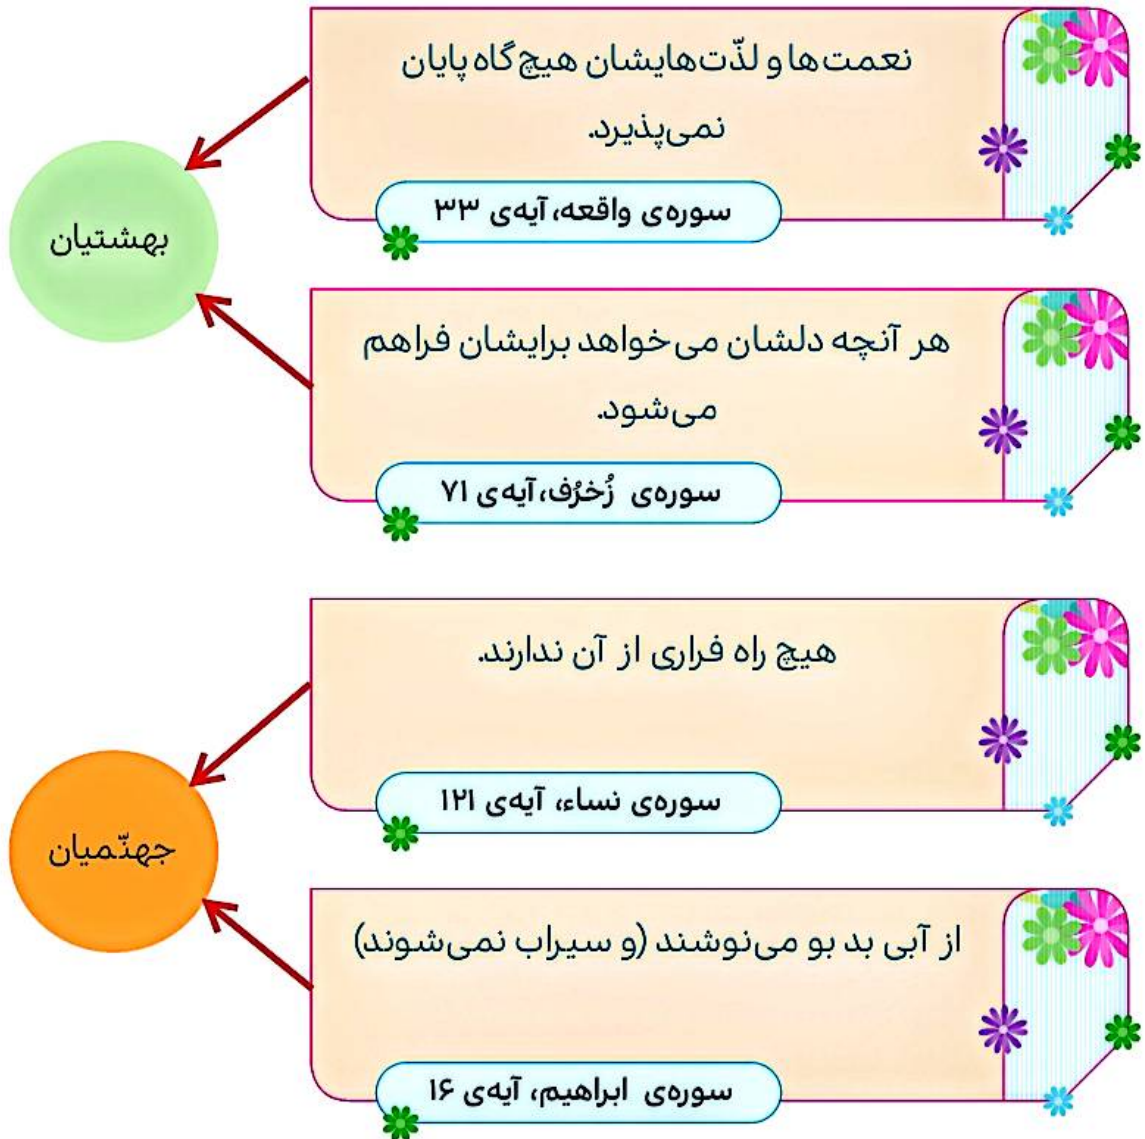 نعمت‌ها و لذّت‌هایشان هیچ‌گاه پایان
نمی‌پذیرد.
سوره‌ی واقعه، آیه‌ی ۳۳
بهشتیان
هر آنچه دلشان می‌خواهد برایشان فراهم
می‌شود.
سوره‌ی زُخرُف، آیه‌ی ۷۱
هیچ راه فراری از آن ندارند.
سوره‌ی نساء، آیه‌ی ۱۲۱
جهنّمیان
از آبی بد بو می‌نوشند (و سیراب نمی‌شوند)
سوره‌ی ابراهیم، آیه‌ی ۱۶